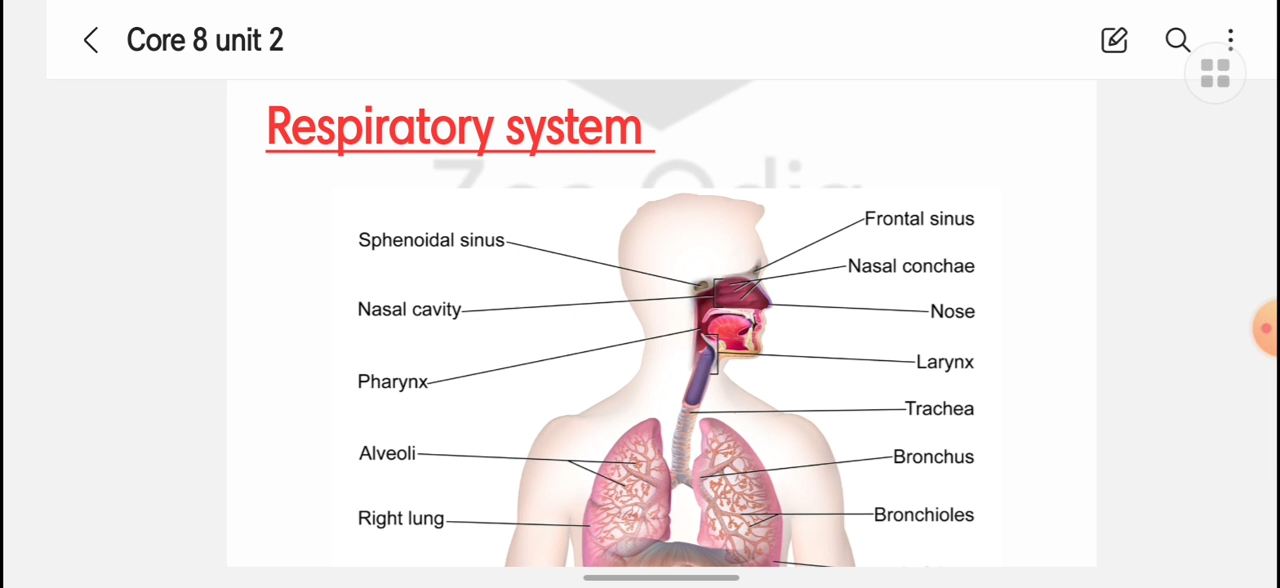 Core 8 unit 2
Respiratory system
Sphenoidal sinus
Nasal cavity
Pharynx
Alveoli
Right lung
Frontal sinus
Nasal conchae
Nose
Larynx
Trachea
Bronchus
Bronchioles